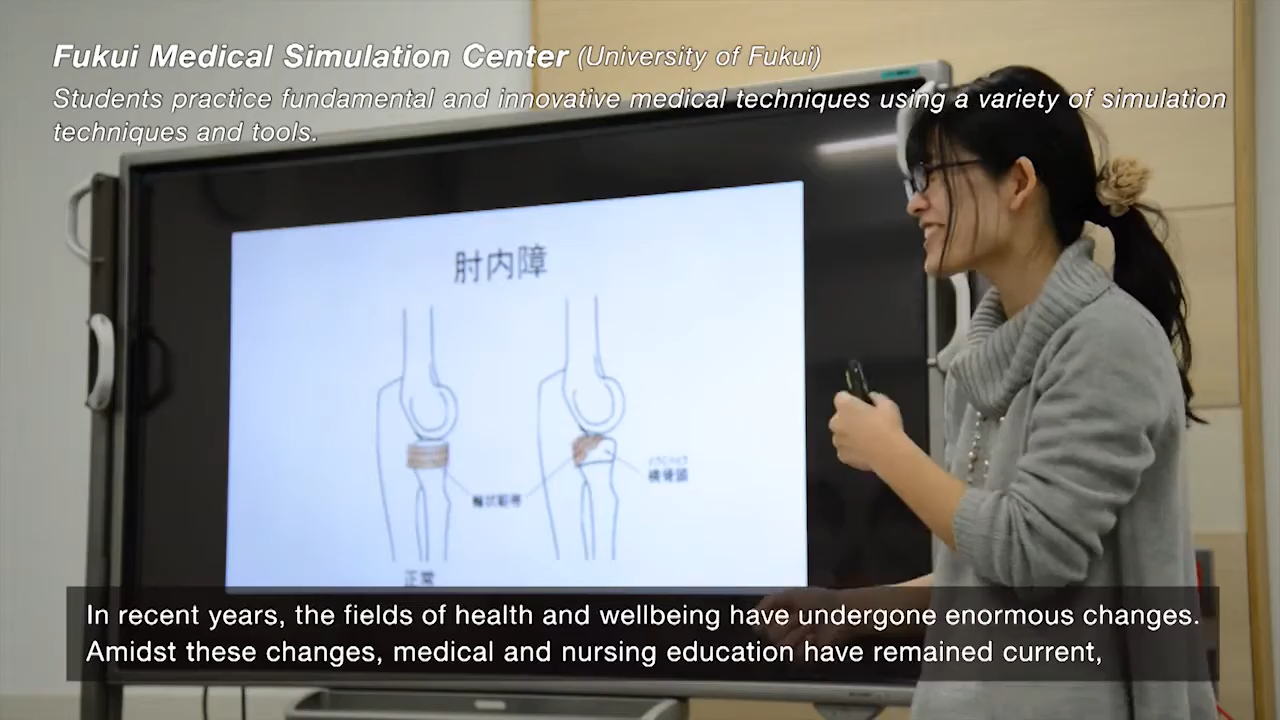 Fukui Medical Simulation Center (University of Fukui)
Students practice fundamental and innovative medical techniques using a variety of simulation
techniques and tools.
肘内障
橈骨頭
輪状靭帯
正常
In recent years, the fields of health and wellbeing have undergone enormous changes.
Amidst these changes, medical and nursing education have remained current,